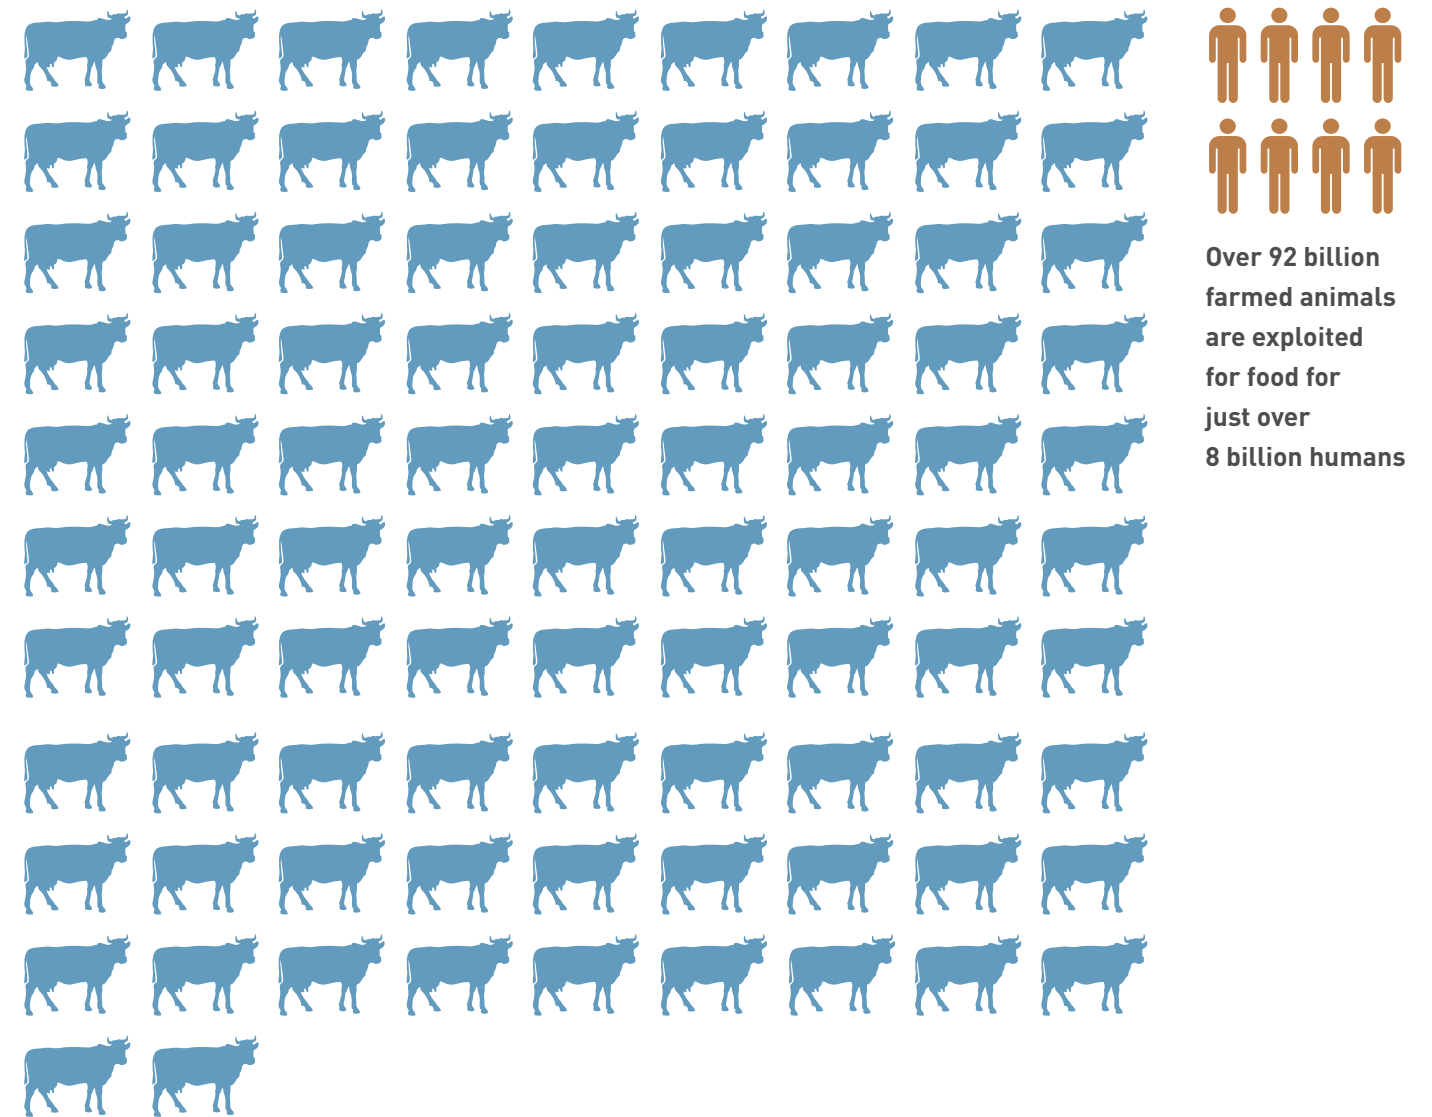 Over 92 billion
farmed animals
are exploited
for food for
just over
8 billion humans